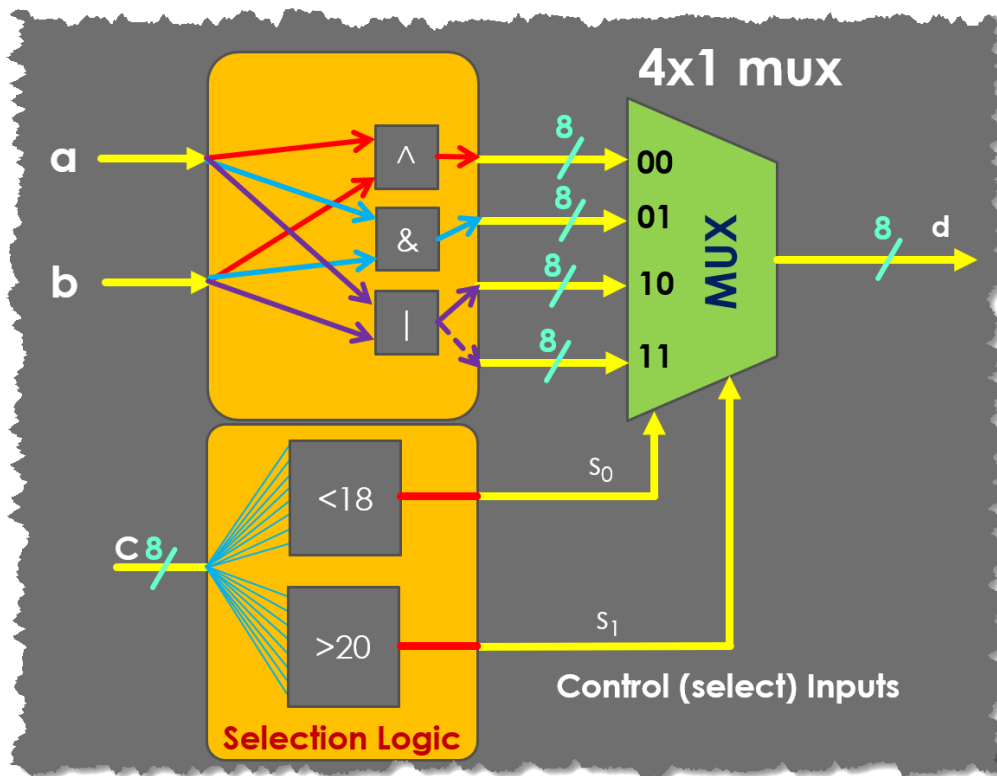 4x1 mux
a
^
8
00
&
8
01
b
8
10
|
8
11
MUX
8
d
<18
S0
C 8
>20
S1
Control (select) Inputs
Selection Logic